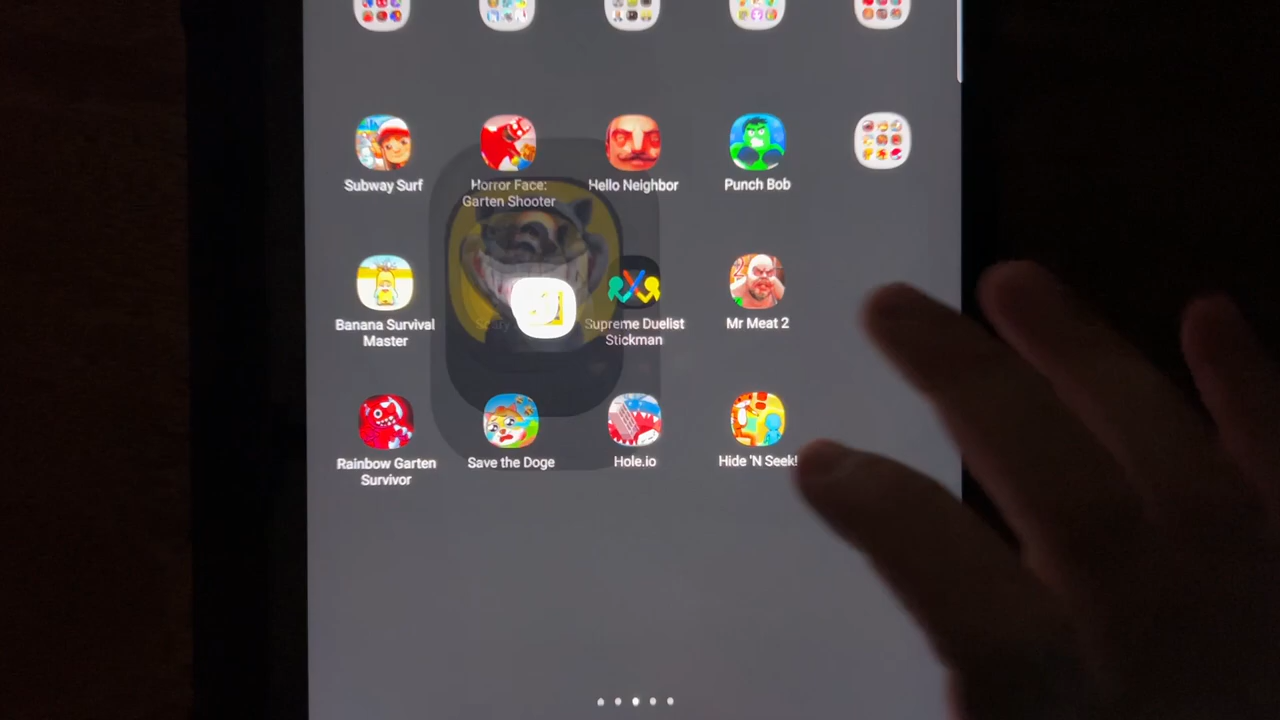 Subway Surf
Horror Face:
Garten Shooter
Hello Neighbor
Punch Bob
Banana Survival
Master
Supreme Duelist
Stickman
Mr Meat 2
Rainbow Garten
Survivor
Save the Doge
Hole.io
Hide 'N Seek!